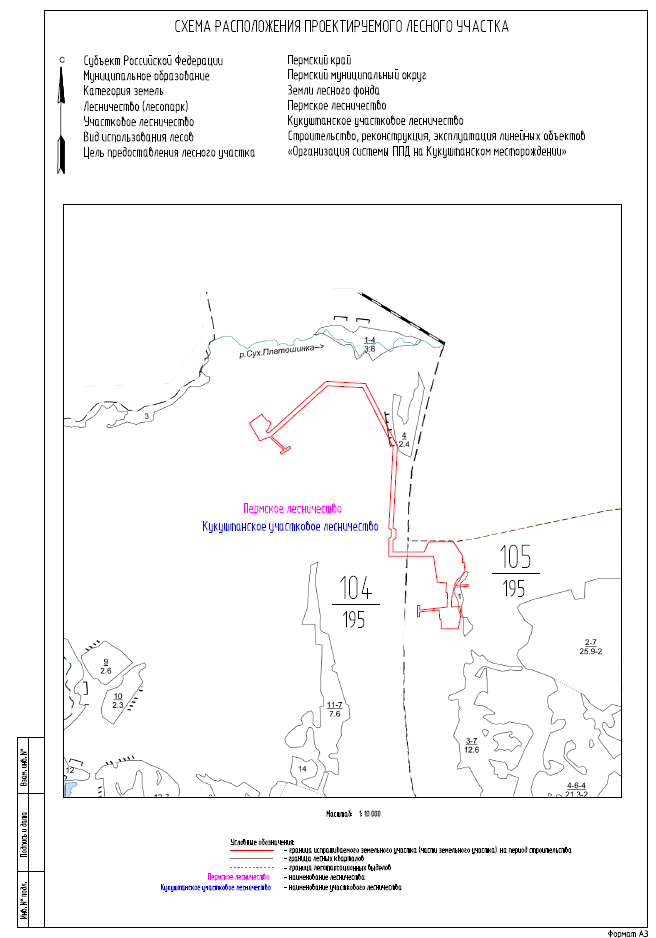 СХЕМА РАСПОЛОЖЕНИЯ ПРОЕКТИРУЕМОГО ЛЕСНОГО УЧАСТКА
С
Субъект Российской Федерации Пермский край
Муниципальное образование Пермский муниципальный округ
Категория земель Земли лесного фонда
Лесничество (лесопарк) Пермское лесничество
Участковое лесничество Кукуштанское участковое лесничество
Вид использования лесов Строительство, реконструкция, эксплуатация линейных объектов
Цель предоставления лесного участка «Организация системы ППД на Кукуштанском месторождении»
1-4
3.6
р.Сух.Платошинка-->
3
4
2.4
Пермское лесничество
Кукуштанское участковое лесничество
105
195
104
195
1
2-7
25.9-2
9
2.6
10
2.3
11-7
7.6
3-7
12.6
14
12
4-6-4
21.3-2
Масштаб: 1: 10 000
Условные обозначения:
– граница испрашиваемого земельного участка (части земельного участка) на период строительства
– граница лесных кварталов
– граница лесотаксационных выделов
Пермское лесничество – наименование лесничества
Кукуштанское участковое лесничество – наименование участкового лесничества
Взам. инв. N°
Подпись и дата
Инв. N° подл.
Формат А3